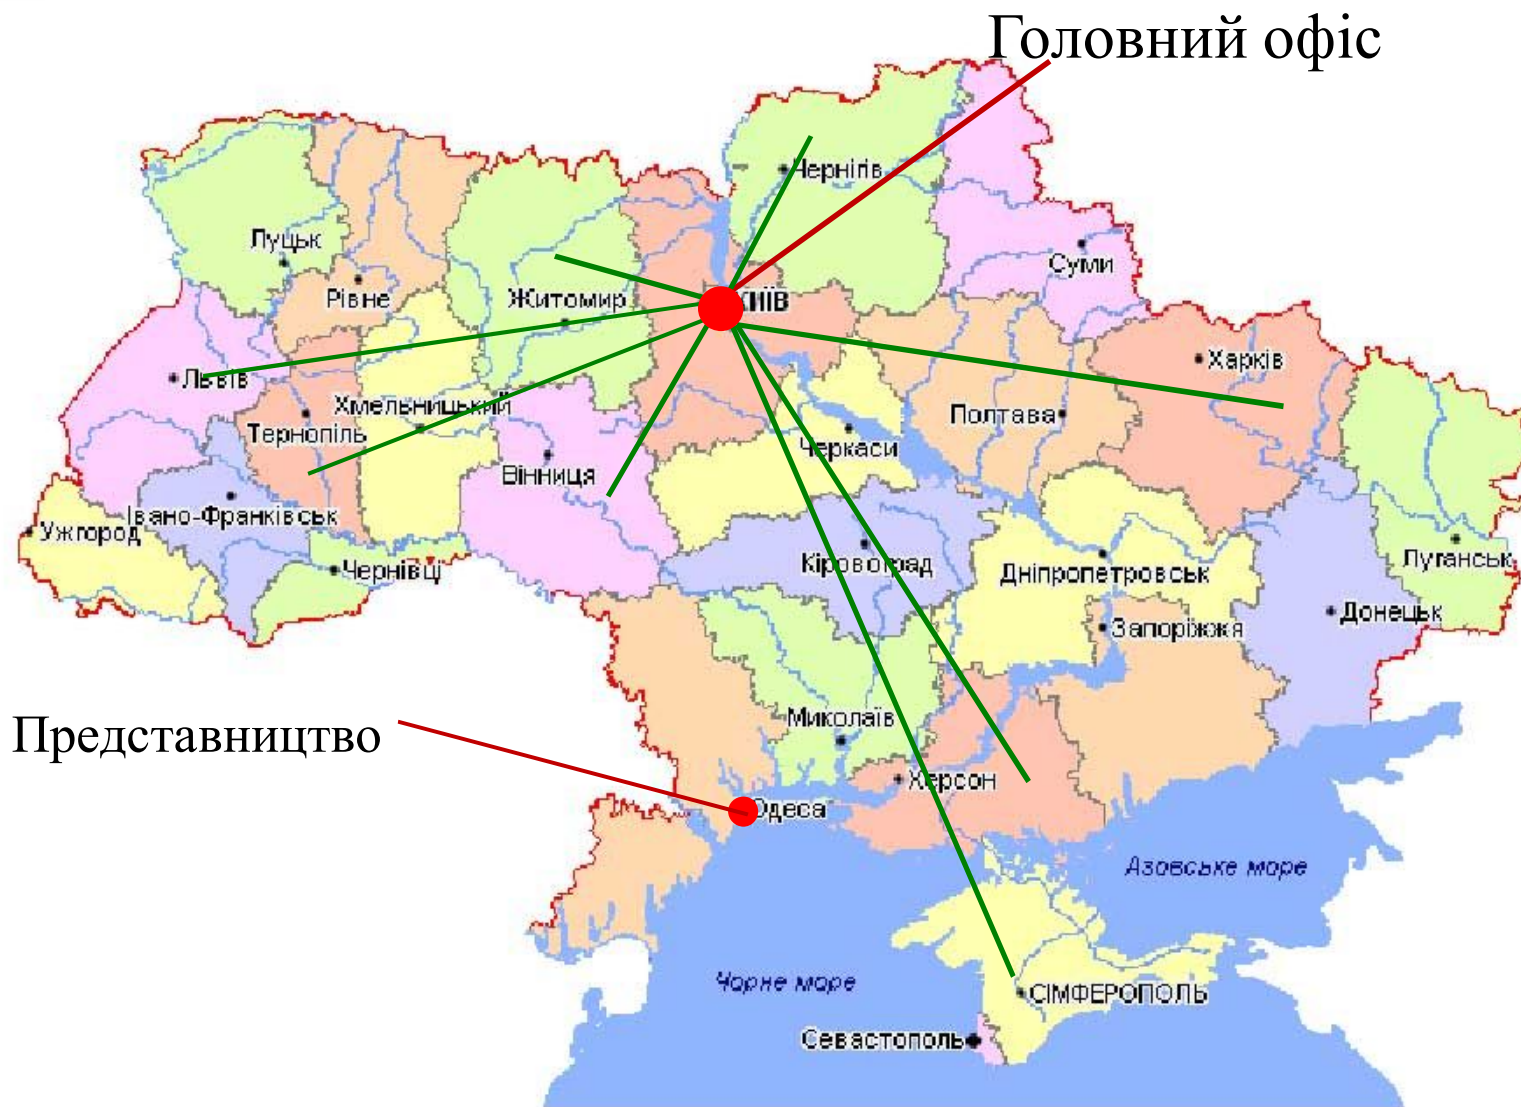 Головний офіс
Чернігів
Луцьк
Суми
Рівне
Житомир
КИЇВ
Харків
Львів
Хмельницький
Полтава
Тернопіль
Черкаси
Вінниця
Івано-Франківськ
Ужгород
Кіровоград
Луганськ
Чернівці
Дніпропетровськ
Донецьк
Запоріжжя
Миколаїв
Представництво
Херсон
Одеса
Азовське море
Чорне море
СІМФЕРОПОЛЬ
Севастополь